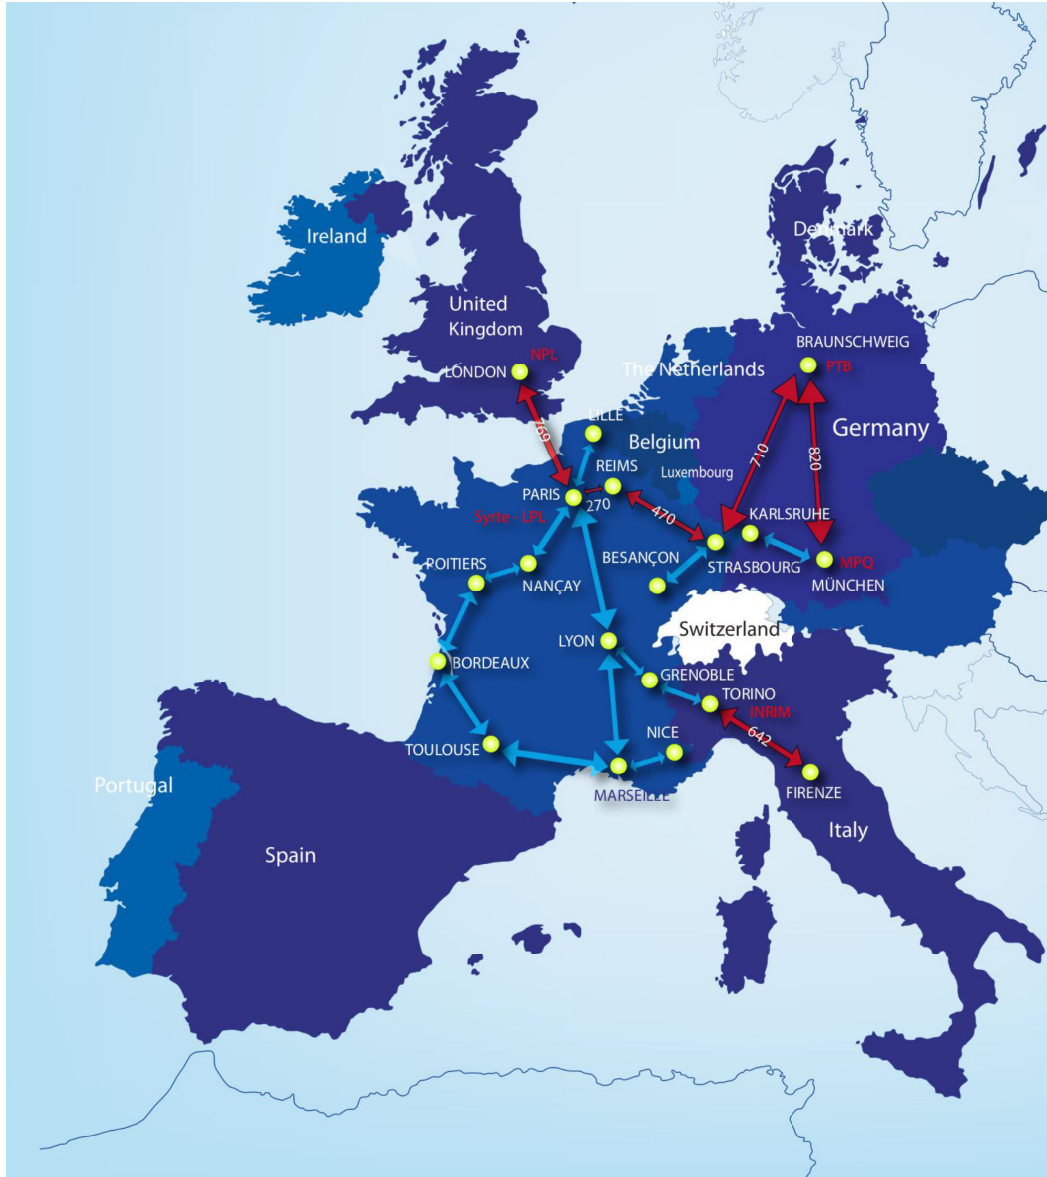 Denmark
Ireland
United
Kingdom
BRAUNSCHWEIG
NPL
PTB
LONDON
The Netherlands
LILLE
Germany
769
Belgium
710
820
REIMS
Luxembourg
PARIS
270
470
KARLSRUHE
Syrte - LPL
BESANÇON
STRASBOURG
MPQ
POITIERS
NANÇAY
MÜNCHEN
Switzerland
LYON
BORDEAUX
GRENOBLE
TORINO
INRIM
NICE
642
TOULOUSE
Portugal
MARSEILLE
FIRENZE
Italy
Spain